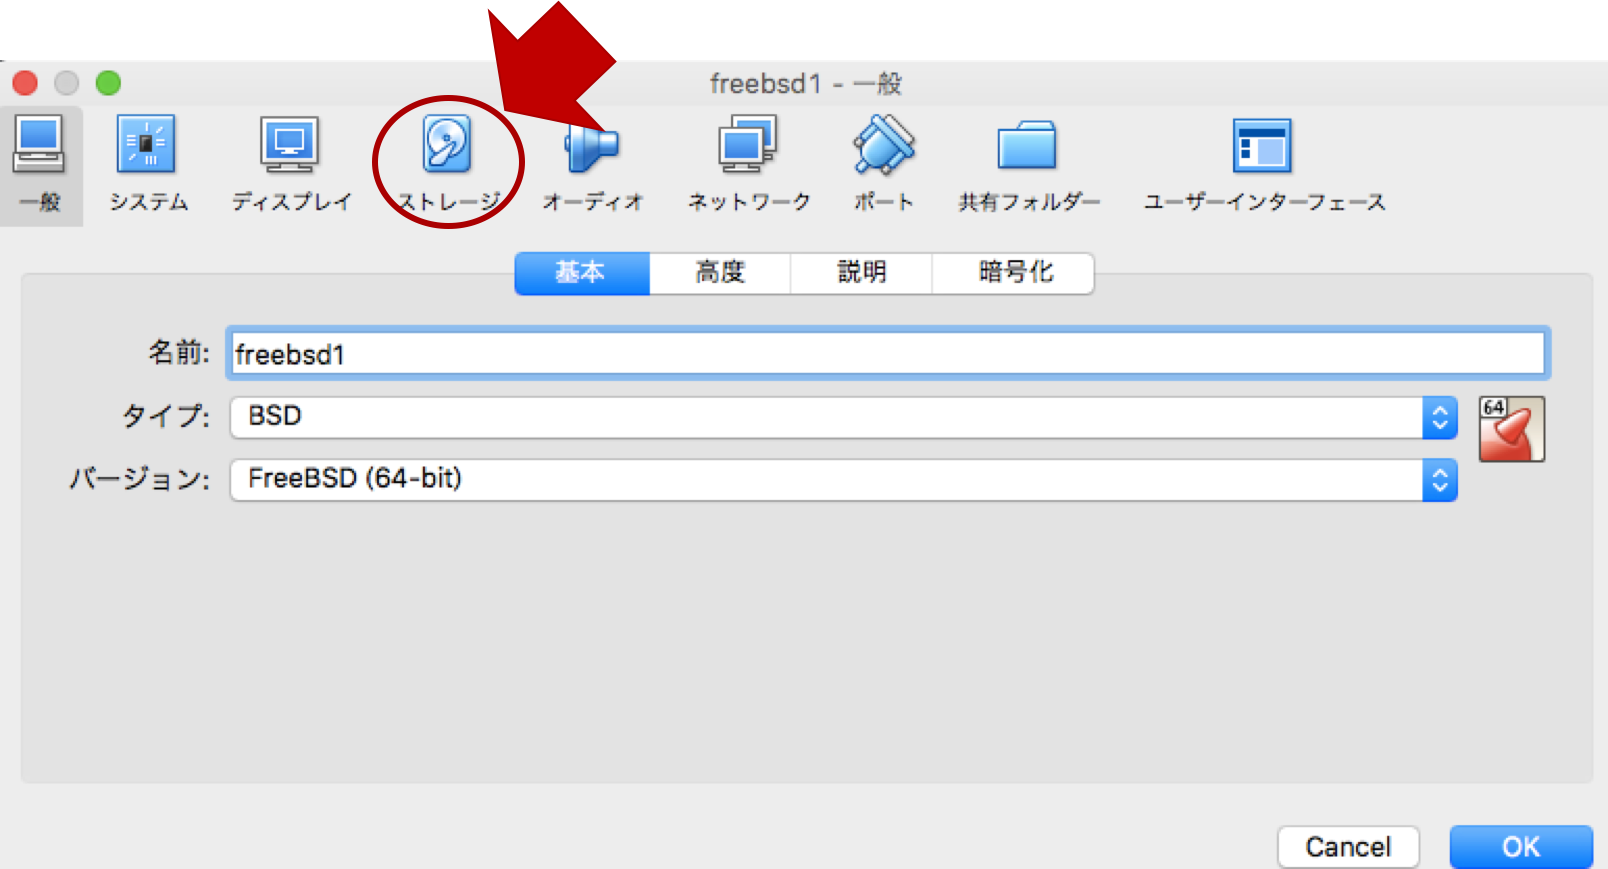 freebsd1 - 一般
一般 システム ディスプレイ ストレージ オーディオ ネットワーク ポート 共有フォルダー ユーザーインターフェース
基本 高度 説明 暗号化
名前: freebsd1
タイプ: BSD
64
バージョン: FreeBSD (64-bit)
Cancel OK